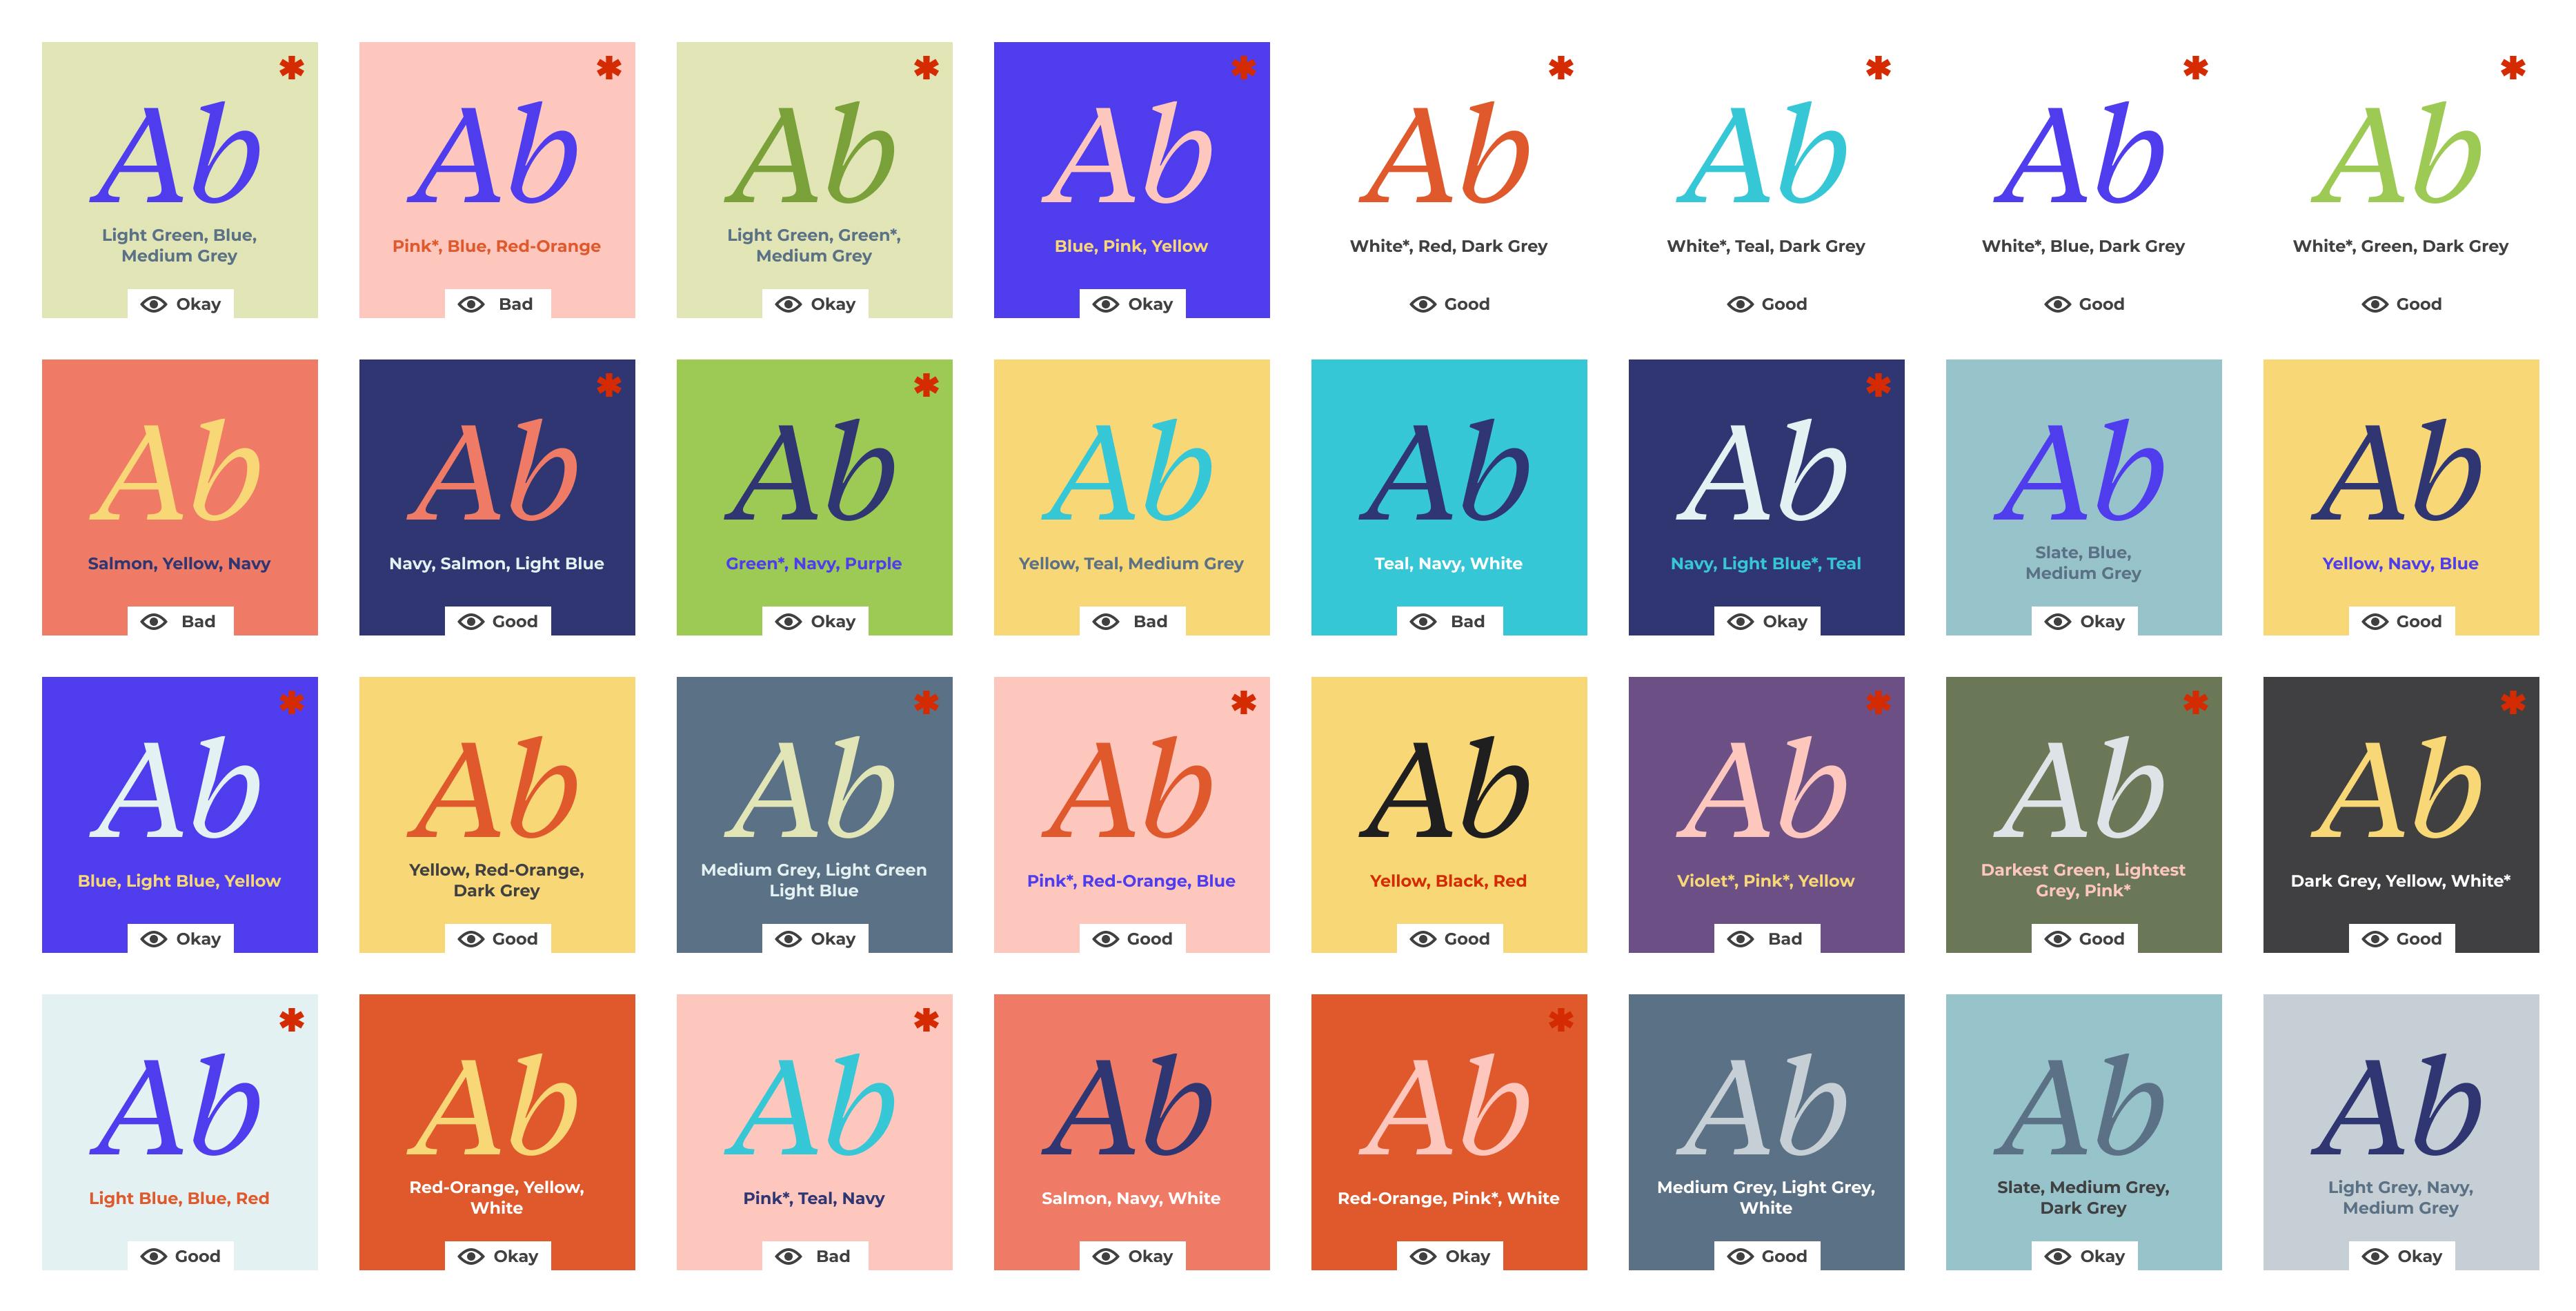 *
Ab
Light Green, Blue,
Medium Grey
Okay
*
Ab
Pink*, Blue, Red-Orange
Bad
*
Ab
Light Green, Green*,
Medium Grey
Okay
*
Ab
Blue, Pink, Yellow
Okay
*
Ab
White*, Red, Dark Grey
Good
*
Ab
White*, Teal, Dark Grey
Good
*
Ab
White*, Blue, Dark Grey
Good
*
Ab
White*, Green, Dark Grey
Good
Ab
Salmon, Yellow, Navy
Bad
*
Ab
Navy, Salmon, Light Blue
Good
*
Ab
Green*, Navy, Purple
Okay
Ab
Yellow, Teal, Medium Grey
Bad
Ab
Teal, Navy, White
Bad
*
Ab
Navy, Light Blue*, Teal
Okay
Ab
Slate, Blue,
Medium Grey
Okay
Ab
Yellow, Navy, Blue
Good
*
Ab
Blue, Light Blue, Yellow
Okay
Ab
Yellow, Red-Orange,
Dark Grey
Good
*
Ab
Medium Grey, Light Green
Light Blue
Okay
*
Ab
Pink*, Red-Orange, Blue
Good
Ab
Yellow, Black, Red
Good
*
Ab
Violet*, Pink*, Yellow
Bad
*
Ab
Darkest Green, Lightest
Grey, Pink*
Good
*
Ab
Dark Grey, Yellow, White*
Good
*
Ab
Light Blue, Blue, Red
Good
Ab
Red-Orange, Yellow,
White
Okay
*
Ab
Pink*, Teal, Navy
Bad
Ab
Salmon, Navy, White
Okay
*
Ab
Red-Orange, Pink*, White
Okay
Ab
Medium Grey, Light Grey,
White
Good
Ab
Slate, Medium Grey,
Dark Grey
Okay
Ab
Light Grey, Navy,
Medium Grey
Okay